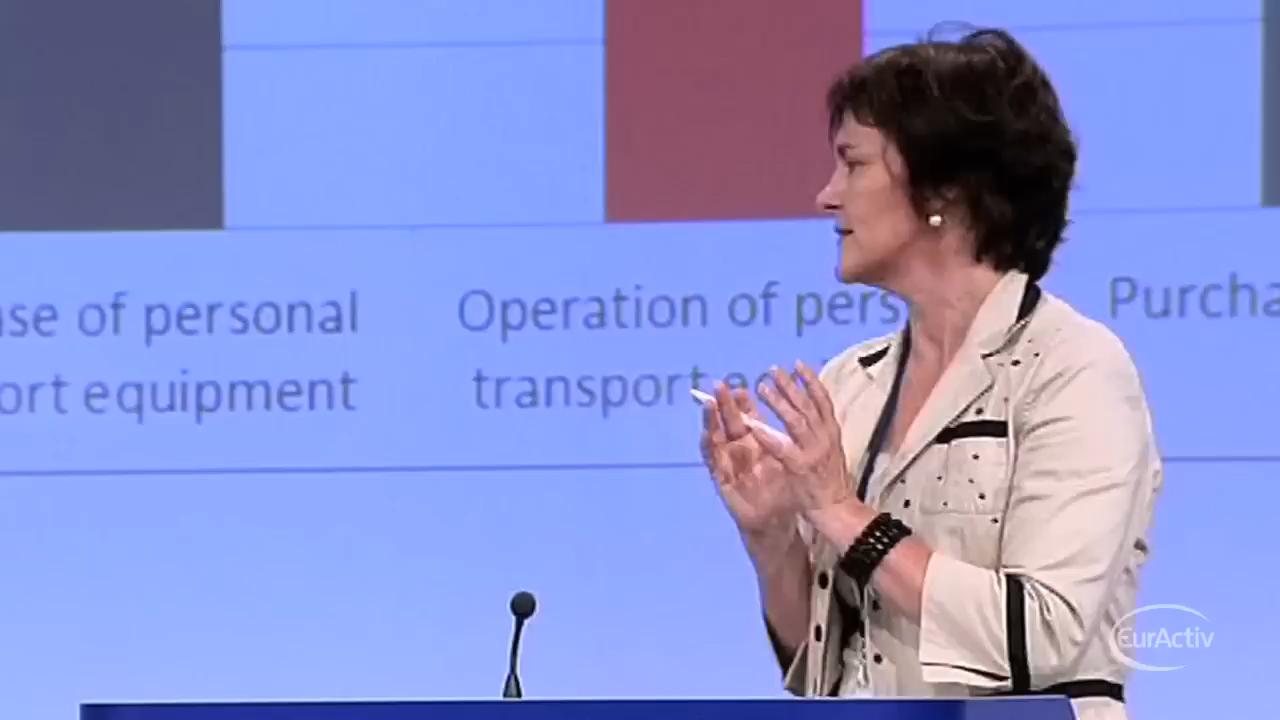 se of personal
ort equipment
Operation of pers
transport e
Purcha
EurActiv